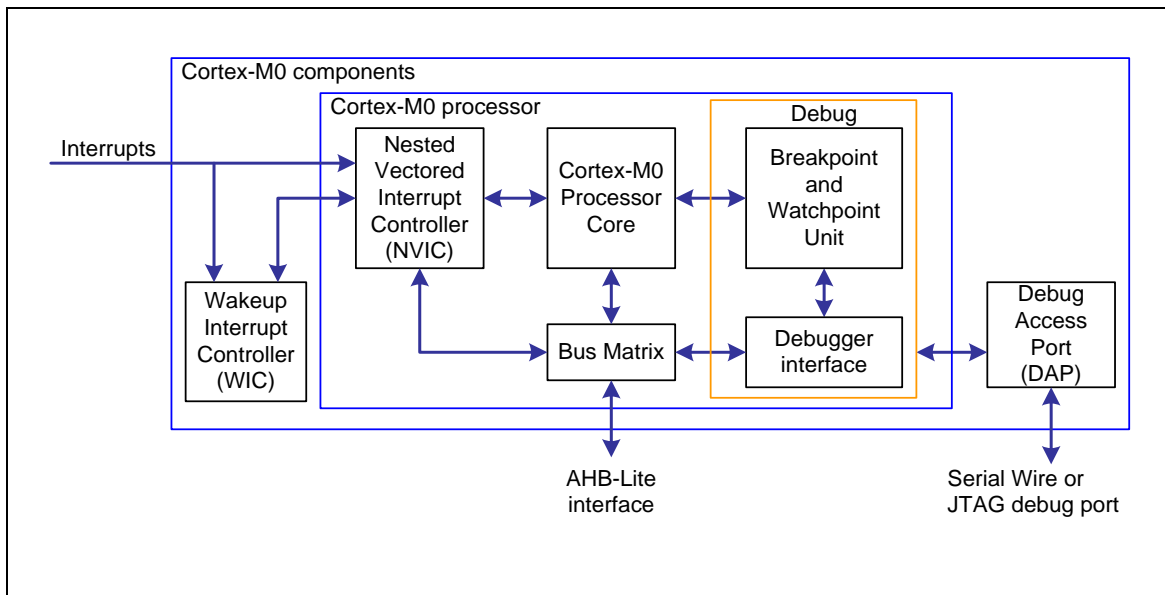 Cortex-M0 components
Cortex-M0 processor
Debug
Interrupts
Nested
Vectored
Interrupt
Controller
(NVIC)
Cortex-M0
Processor
Core
Breakpoint
and
Watchpoint
Unit
Wakeup
Interrupt
Controller
(WIC)
Bus Matrix
Debugger
interface
Debug
Access
Port
(DAP)
AHB-Lite
interface
Serial Wire or
JTAG debug port